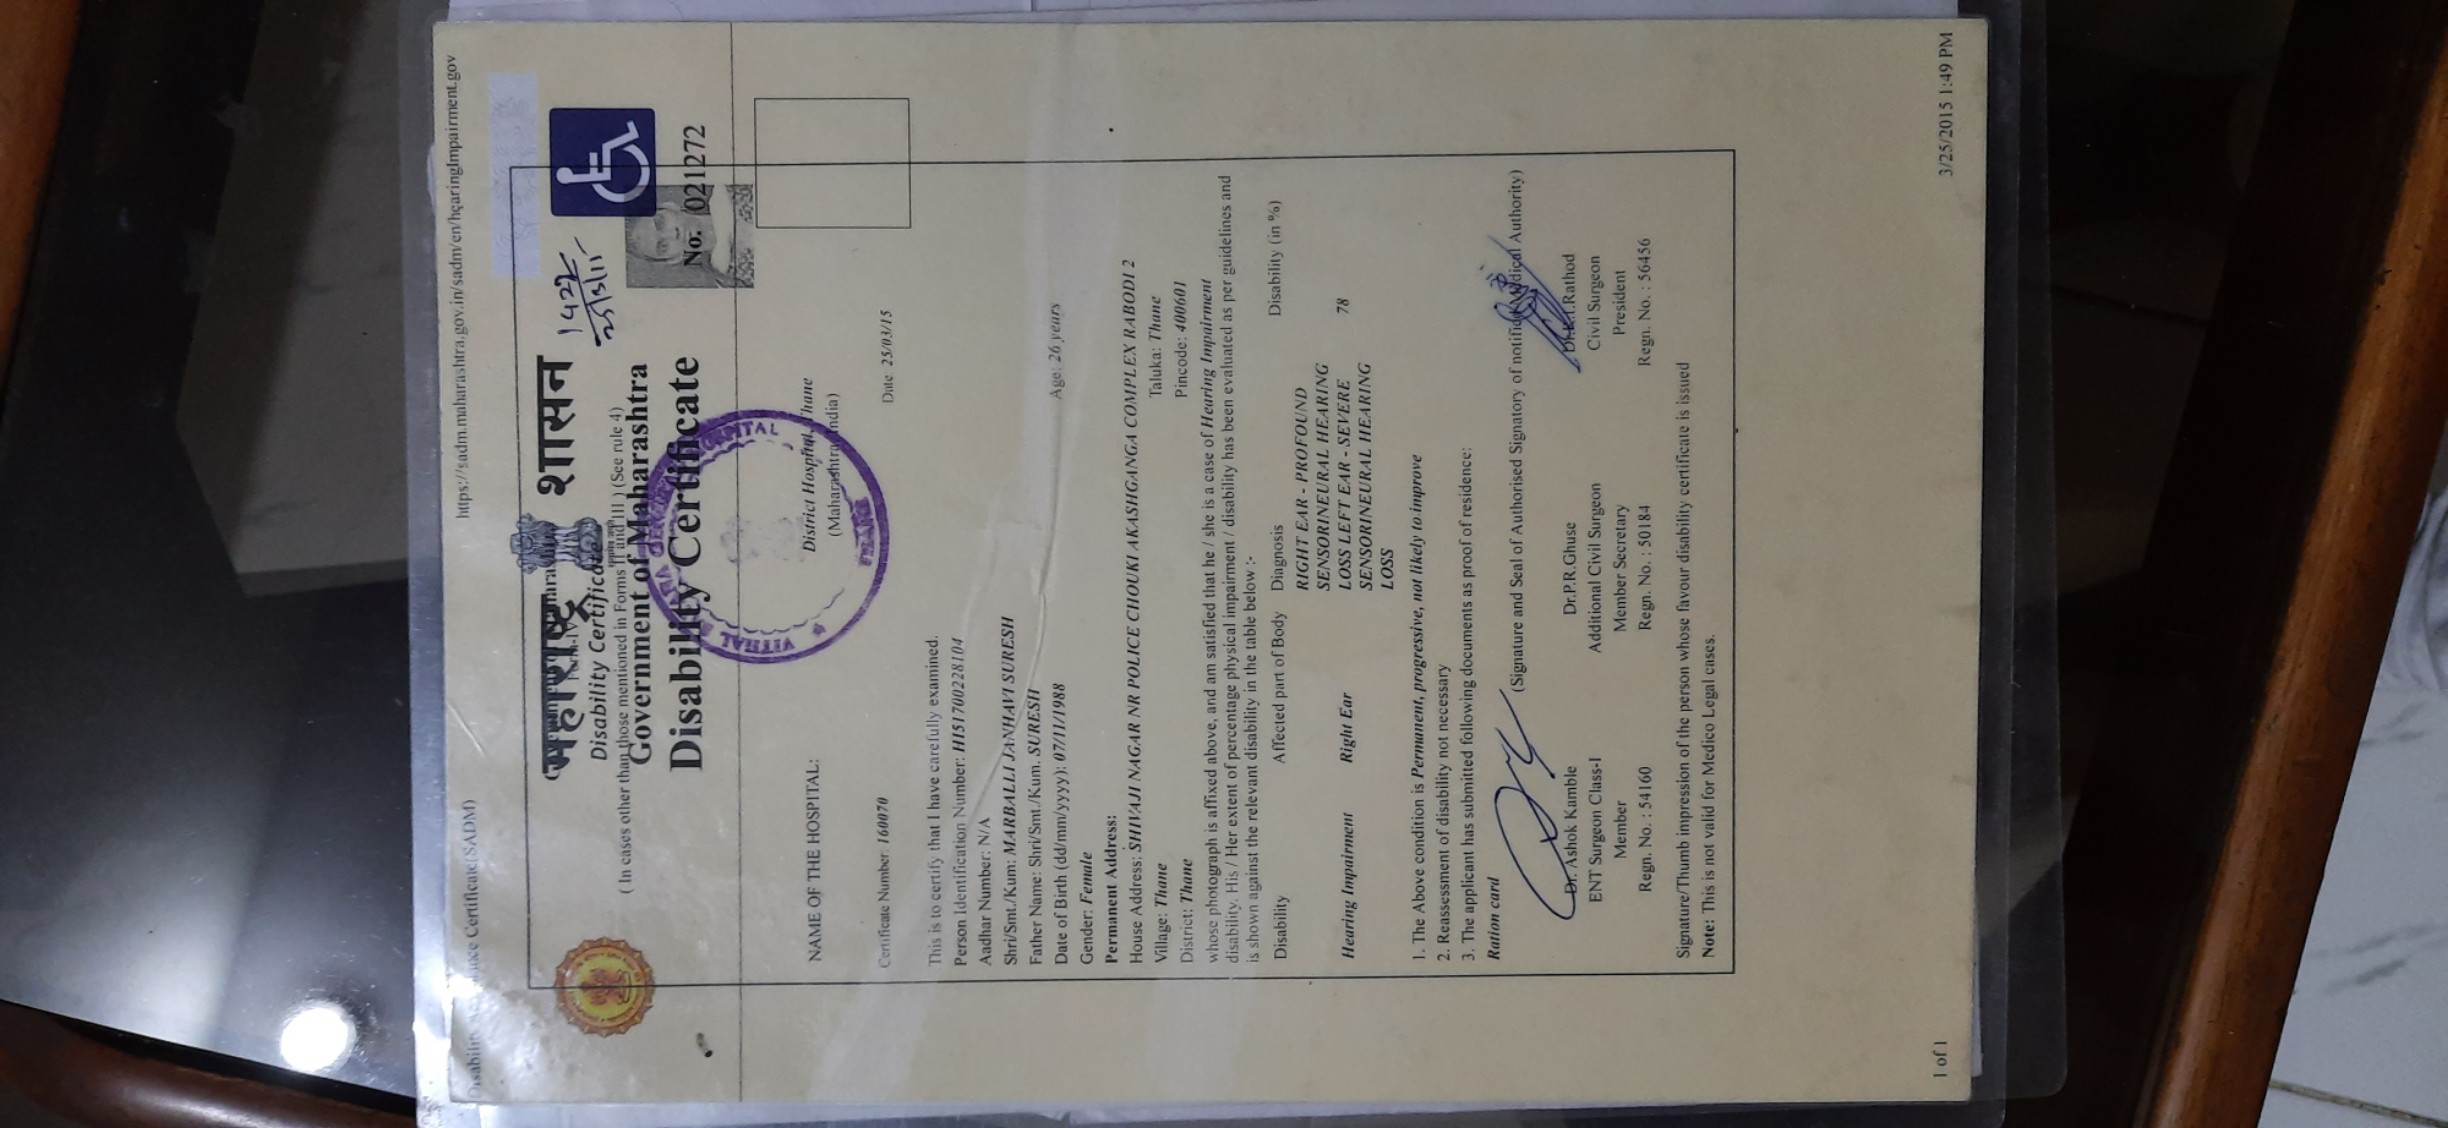 Disability Certificate(SADM)
https://sadm.maharashtra.gov.in/sadm/en/hearingImpairment.gov
महाराष्ट्र शासन
Disability Certificate
( In cases other than those mentioned in Forms II and III ) (See rule 4)
Government of Maharashtra
Disability Certificate
No. 021272
NAME OF THE HOSPITAL:
District Hospital, Thane
(Maharashtra, India)
VITHAL
THANE
Certificate Number: 160070
Date: 25/03/15
This is to certify that I have carefully examined.
Person Identification Number: HI51700228104
Aadhar Number: N/A
Shri/Smt./Kum: MARBALLI JANHAVI SURESH
Father Name: Shri/Smt./Kum. SURESH
Date of Birth (dd/mm/yyyy): 07/11/1988
Age: 26 years
Gender: Female
Permanent Address:
House Address: SHIVAJI NAGAR NR POLICE CHOUKI AKASHGANGA COMPLEX RABODI 2
Village: Thane
Taluka: Thane
District: Thane
Pincode: 400601
whose photograph is affixed above, and am satisfied that he / she is a case of Hearing Impairment
disability. His / Her extent of percentage physical impairment / disability has been evaluated as per guidelines and
is shown against the relevant disability in the table below :-
Disability Affected part of Body Diagnosis Disability (in %)
RIGHT EAR - PROFOUND
SENSORINEURAL HEARING
Hearing Impairment Right Ear LOSS LEFT EAR - SEVERE 78
SENSORINEURAL HEARING
LOSS
1. The Above condition is Permanent, progressive, not likely to improve
2. Reassessment of disability not necessary
3. The applicant has submitted following documents as proof of residence:
Ration card
(Signature and Seal of Authorised Signatory of notified Medical Authority)
Dr. Ashok Kamble Dr.P.R.Ghuse Rathod
ENT Surgeon Class-I Additional Civil Surgeon Civil Surgeon
Member Member Secretary President
Regn. No. : 54160 Regn. No. : 50184 Regn. No. : 56456
Signature/Thumb impression of the person whose favour disability certificate is issued
Note: This is not valid for Medico Legal cases.
1 of 1
3/25/2015 1:49 PM